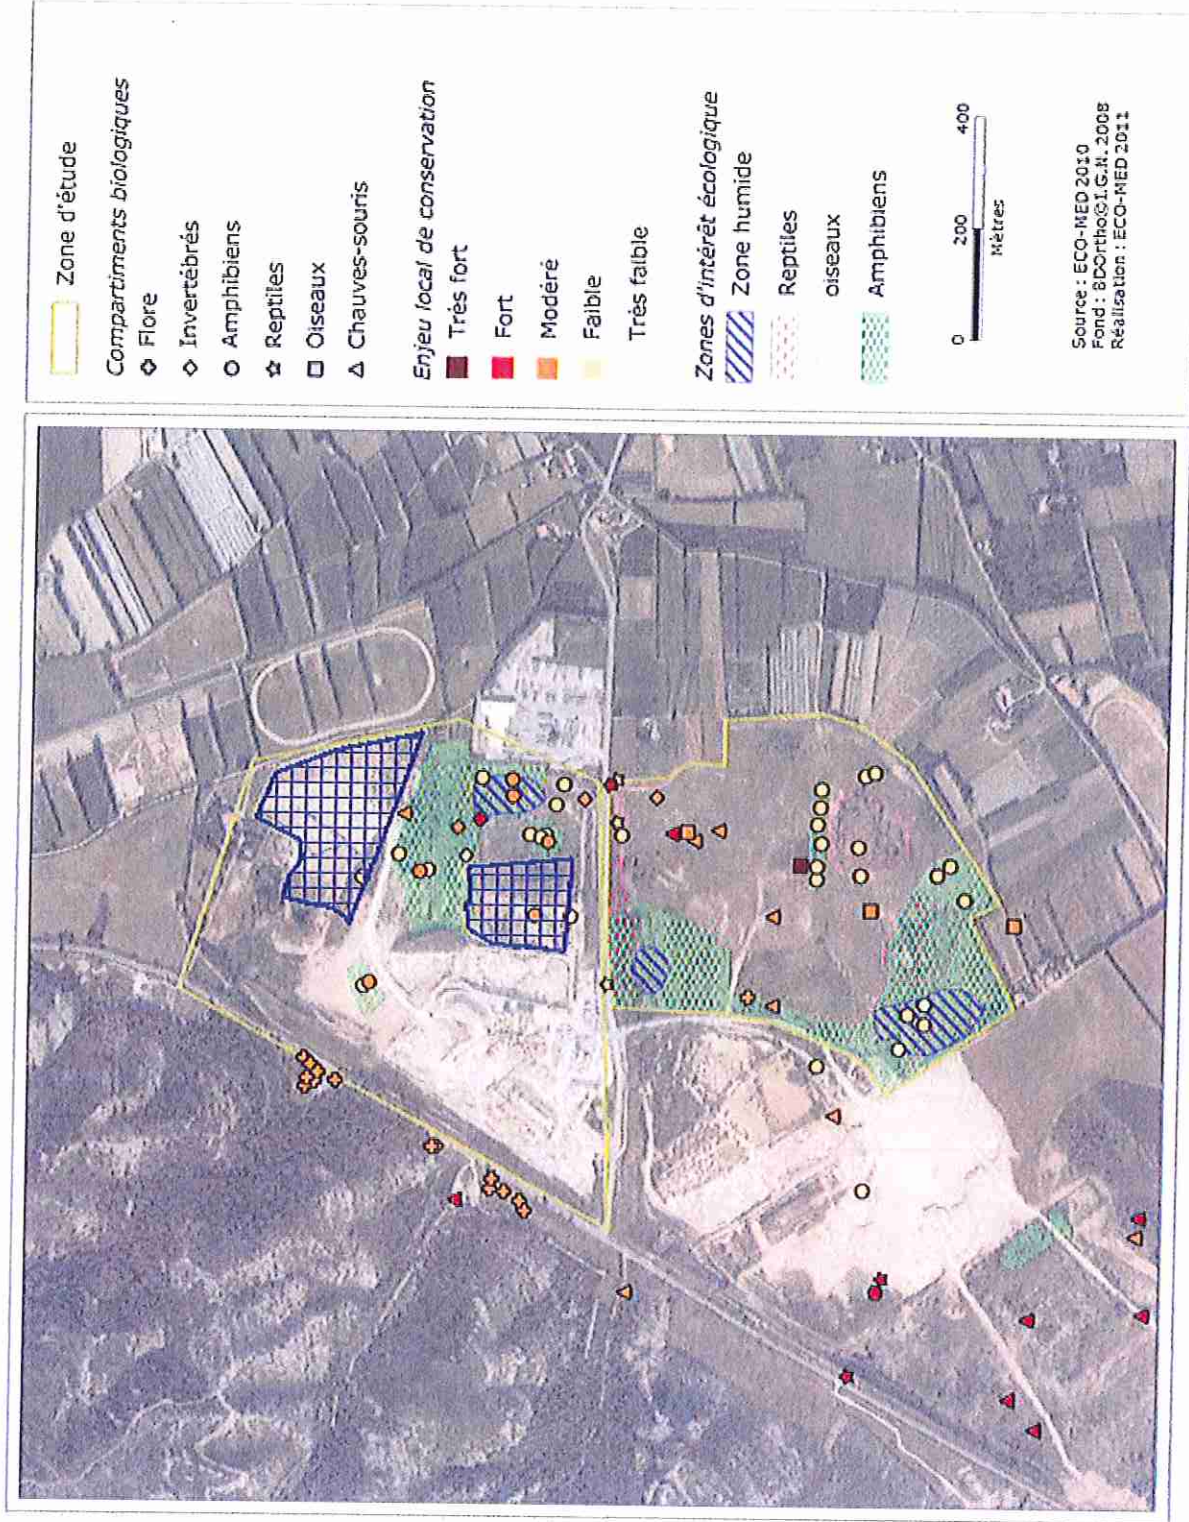 Zone d'étude
Compartiments biologiques
Flore
Invertébrés
Amphibiens
Reptiles
Oiseaux
Chauves-souris
Enjeu local de conservation
Très fort
Fort
Modéré
Faible
Très faible
Zones d'intérêt écologique
Zone humide
Reptiles
oiseaux
Amphibiens
0 200 400
Mètres
Source : ECO-MED 2010
Fond : BDOrtho©I.G.N. 2008
Réalisation : ECO-MED 2011